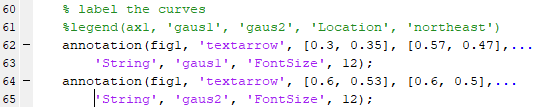 60 % label the curves
61 %legend(ax1, 'gaus1', 'gaus2', 'Location', 'northeast')
62 – annotation(fig1, 'textarrow', [0.3, 0.35], [0.57, 0.47],...
63 'String', 'gaus1', 'FontSize', 12);
64 – annotation(fig1, 'textarrow', [0.6, 0.53], [0.6, 0.5],...
65 'String', 'gaus2', 'FontSize', 12);